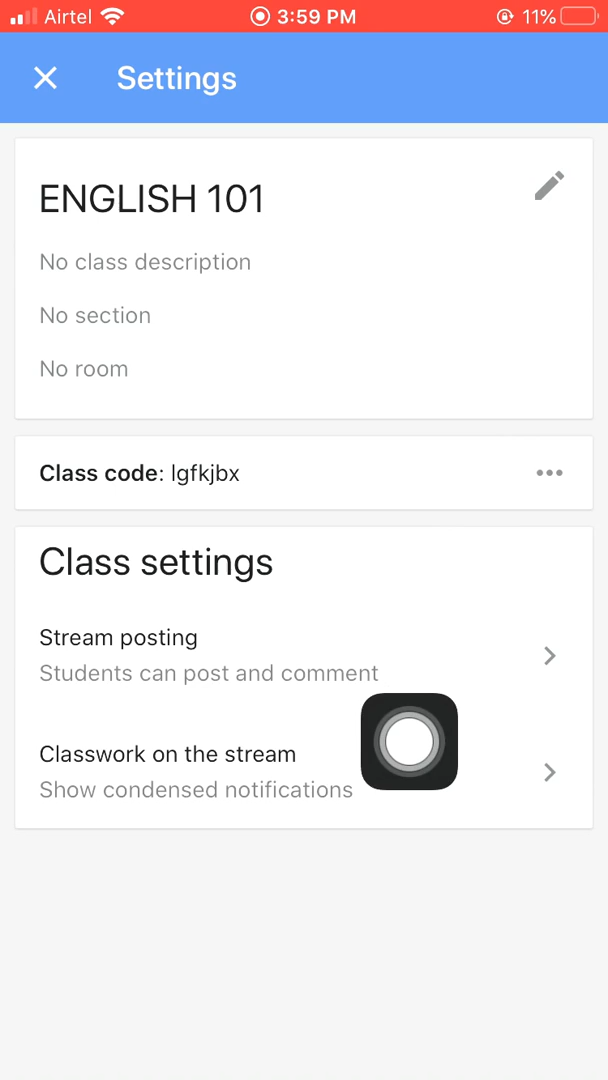 Airtel 3:59 PM 11%
Settings
ENGLISH 101
No class description
No section
No room
Class code: lgfkjbx
Class settings
Stream posting
Students can post and comment
Classwork on the stream
Show condensed notifications